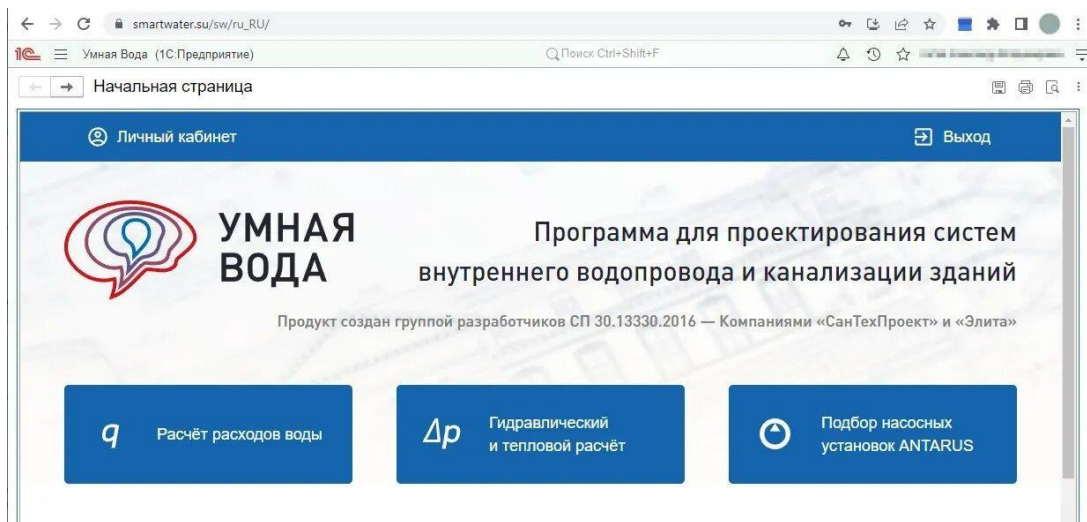 smartwater.su/sw/ru_RU/
1С Умная Вода (1С:Предприятие) Поиск Ctrl+Shift+F
Начальная страница
Личный кабинет Выход
УМНАЯ
ВОДА
Программа для проектирования систем
внутреннего водопровода и канализации зданий
Продукт создан группой разработчиков СП 30.13330.2016 — Компаниями «СанТехПроект» и «Элита»
q Расчёт расходов воды
Δp Гидравлический
и тепловой расчёт
Подбор насосных
установок ANTARUS